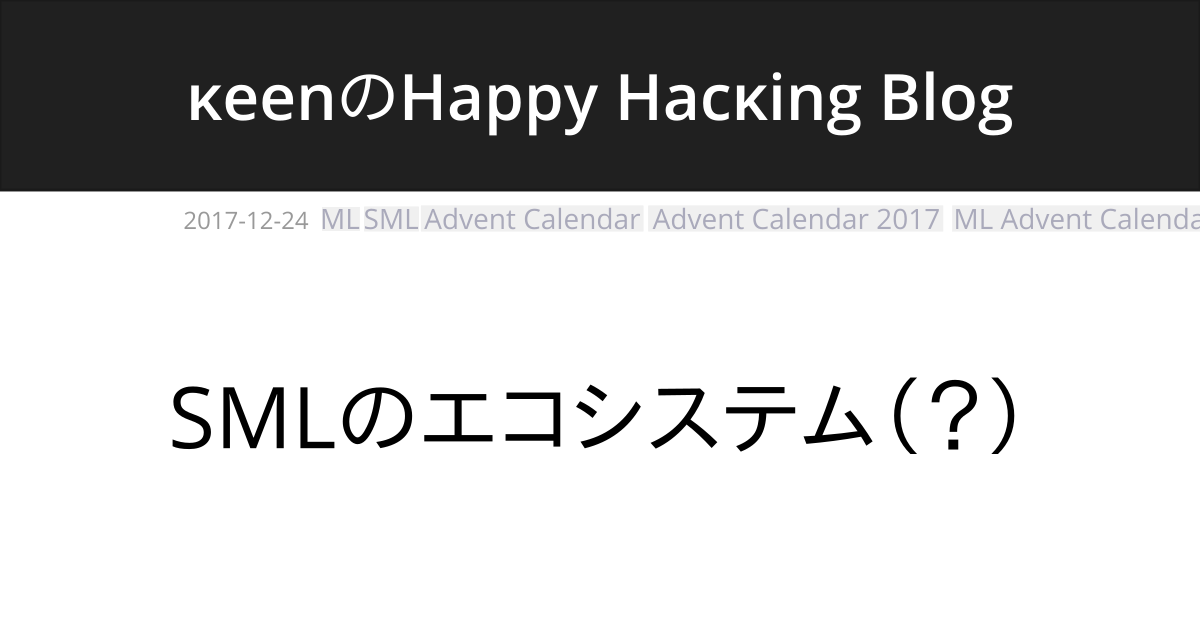 κeenのHappy Hacκing Blog
2017-12-24 ML SML Advent Calendar Advent Calendar 2017 ML Advent Calenda
SMLのエコシステム(？)